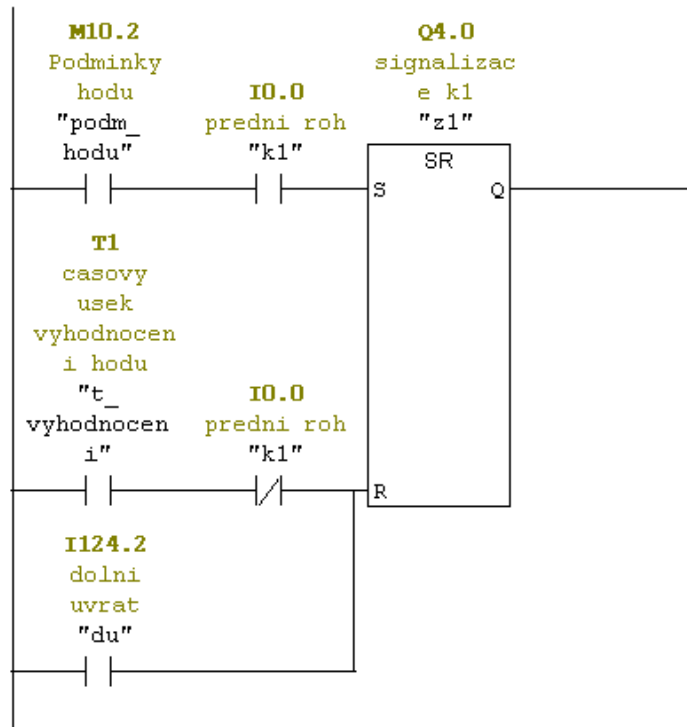 M10.2
Podminky
hodu
"podm_
hodu"
I0.0
predni roh
"k1"
Q4.0
signalizac
e k1
"z1"
SR
S
Q
T1
casovy
usek
vyhodnocen
i hodu
"t_
vyhodnocen
i"
I0.0
predni roh
"k1"
R
I124.2
dolni
uvrat
"du"